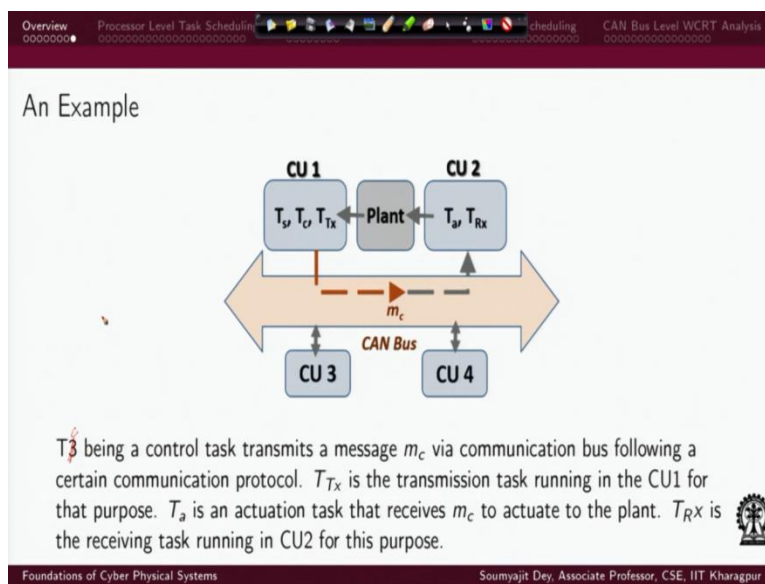 Overview Processor Level Task Schedulin cheduling CAN Bus Level WCRT Analysis
An Example
CU 1 CU 2
Ts, Tc, TTx Plant Ta, TRx
mc
CAN Bus
CU 3 CU 4
T3 being a control task transmits a message mc via communication bus following a
certain communication protocol. TTx is the transmission task running in the CU1 for
that purpose. Ta is an actuation task that receives mc to actuate to the plant. TRx is
the receiving task running in CU2 for this purpose.
Foundations of Cyber Physical Systems Soumyajit Dey, Associate Professor, CSE, IIT Kharagpur